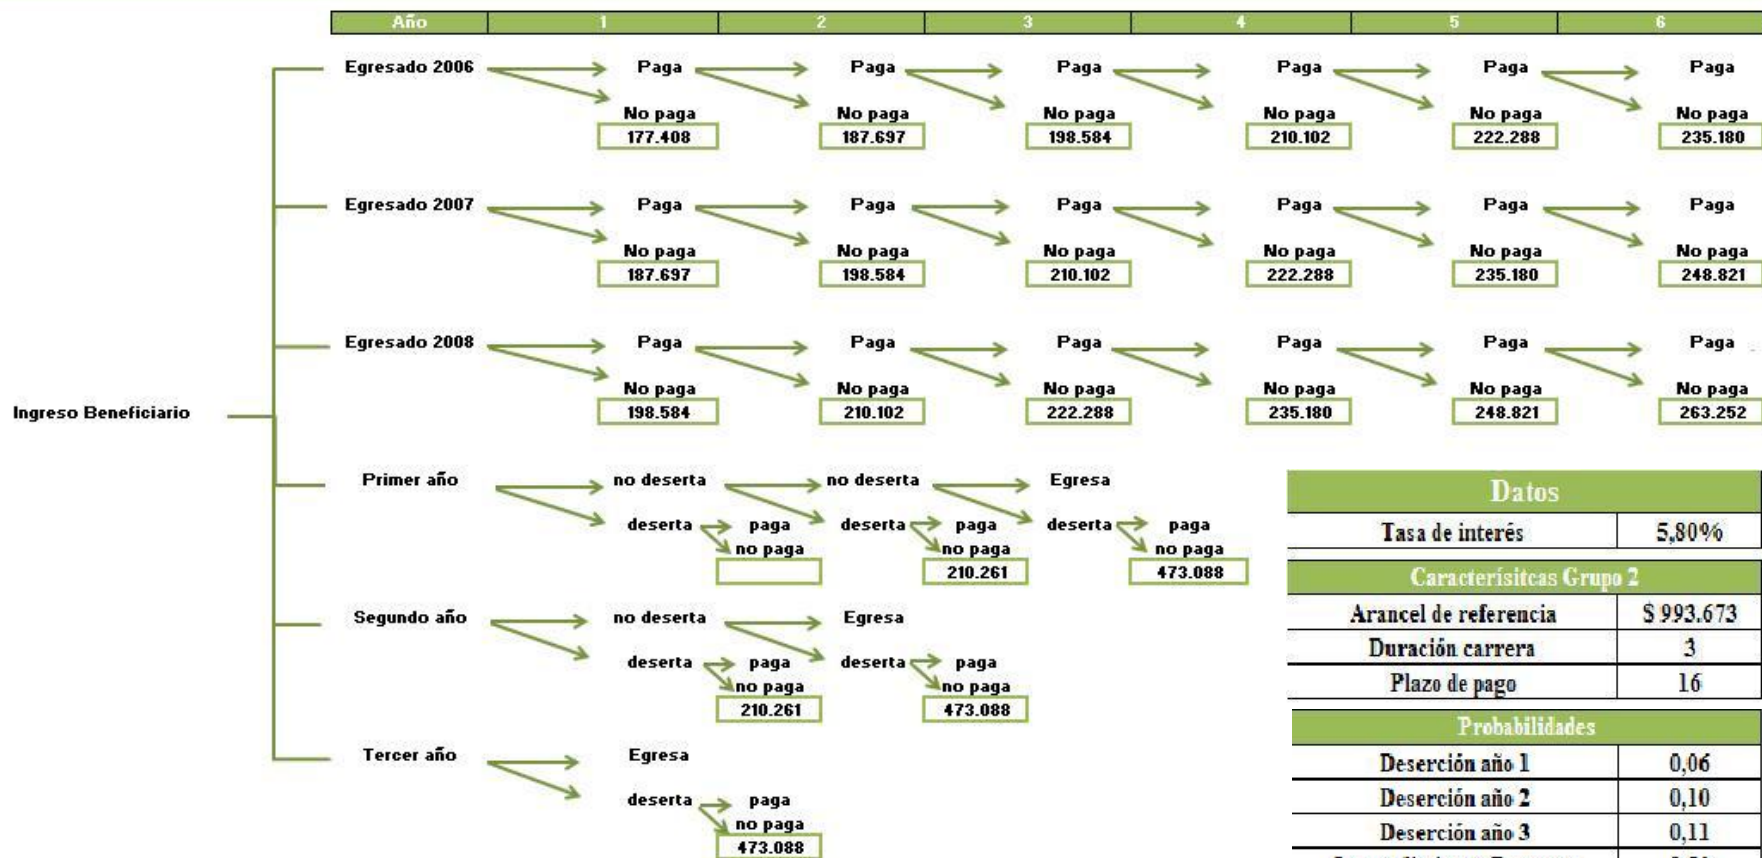 Año 1 2 3 4 5 6
Egresado 2006 Paga Paga Paga Paga Paga Paga
No paga No paga No paga No paga No paga No paga
177.408 187.697 198.584 210.102 222.288 235.180
Egresado 2007 Paga Paga Paga Paga Paga Paga
No paga No paga No paga No paga No paga No paga
187.697 198.584 210.102 222.288 235.180 248.821
Egresado 2008 Paga Paga Paga Paga Paga Paga
No paga No paga No paga No paga No paga No paga
198.584 210.102 222.288 235.180 248.821 263.252
Ingreso Beneficiario
Primer año no deserta no deserta Egresa
deserta paga deserta paga deserta paga
no paga no paga no paga
210.261 473.088
Segundo año no deserta Egresa
deserta paga deserta paga
no paga no paga
210.261 473.088
Tercer año Egresa
deserta paga
no paga
473.088
Datos
Tasa de interés 5,80%
Caracterísitcas Grupo 2
Arancel de referencia $ 993.673
Duración carrera 3
Plazo de pago 16
Probabilidades
Deserción año 1 0,06
Deserción año 2 0,10
Deserción año 3 0,11